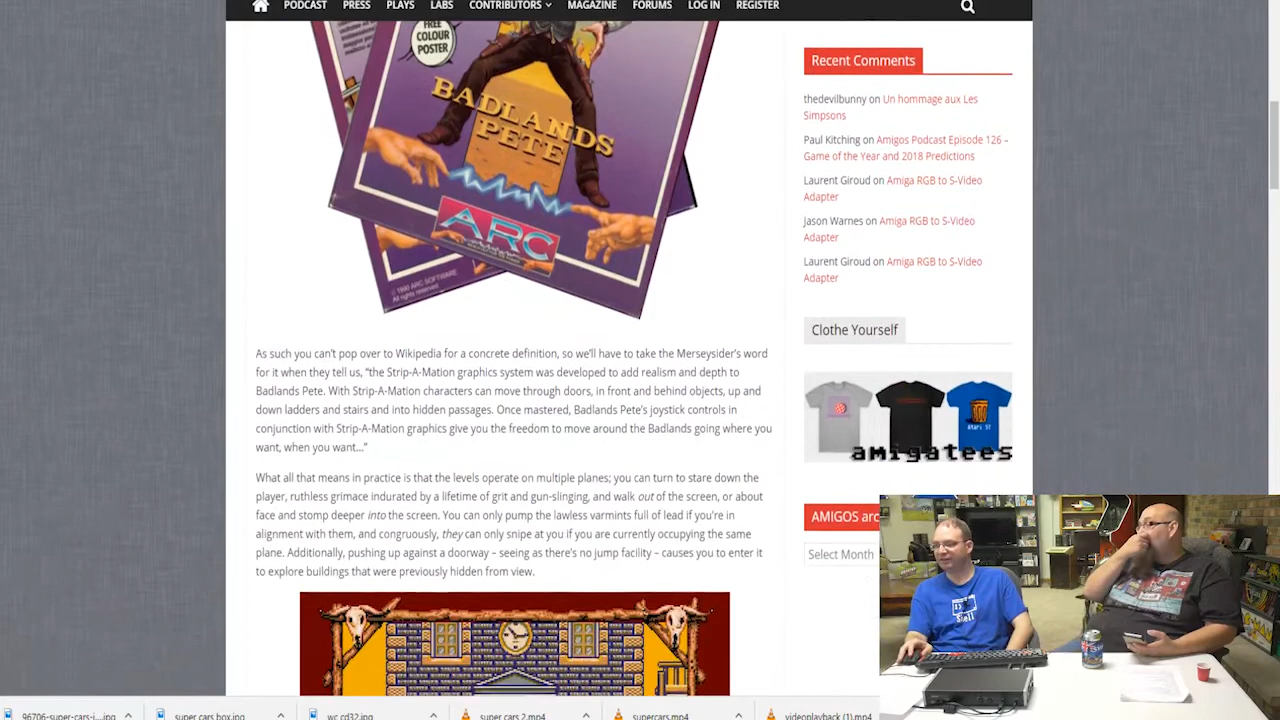 PODCAST PRESS PLAYS LABS CONTRIBUTORS MAGAZINE FORUMS LOG IN REGISTER
FREE
COLOUR
POSTER
BADLANDS
PETE
ARC
© 1990 ARC SOFTWARE
All rights reserved.
As such you can't pop over to Wikipedia for a concrete definition, so we'll have to take the Merseysider's word
for it when they tell us, “the Strip-A-Mation graphics system was developed to add realism and depth to
Badlands Pete. With Strip-A-Mation characters can move through doors, in front and behind objects, up and
down ladders and stairs and into hidden passages. Once mastered, Badlands Pete's joystick controls in
conjunction with Strip-A-Mation graphics give you the freedom to move around the Badlands going where you
want, when you want…”
What all that means in practice is that the levels operate on multiple planes; you can turn to stare down the
player, ruthless grimace indurated by a lifetime of grit and gun-slinging, and walk out of the screen, or about
face and stomp deeper into the screen. You can only pump the lawless varmints full of lead if you're in
alignment with them, and congruously, they can only snipe at you if you are currently occupying the same
plane. Additionally, pushing up against a doorway – seeing as there's no jump facility – causes you to enter it
to explore buildings that were previously hidden from view.
Recent Comments
thedevilbunny on Un hommage aux Les
Simpsons
Paul Kitching on Amigos Podcast Episode 126 –
Game of the Year and 2018 Predictions
Laurent Giroud on Amiga RGB to S-Video
Adapter
Jason Warnes on Amiga RGB to S-Video
Adapter
Laurent Giroud on Amiga RGB to S-Video
Adapter
Clothe Yourself
Atari ST
amigatees
AMIGOS arc
Select Month
Shell
96706-super-cars-i....jpg super cars box.jpg wc cd32.jpg super cars 2.mp4 supercars.mp4 videoplayback (1).mp4